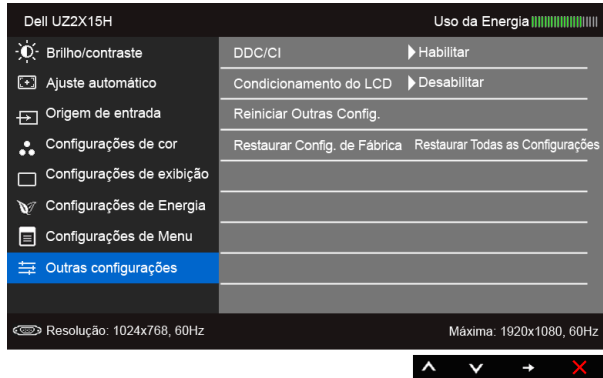 Dell UZ2X15H Uso da Energia
Brilho/contraste DDC/CI Habilitar
Ajuste automático Condicionamento do LCD Desabilitar
Origem de entrada Reiniciar Outras Config.
Configurações de cor Restaurar Config. de Fábrica Restaurar Todas as Configurações
Configurações de exibição
Configurações de Energia
Configurações de Menu
Outras configurações
Resolução: 1024x768, 60Hz Máxima: 1920x1080, 60Hz